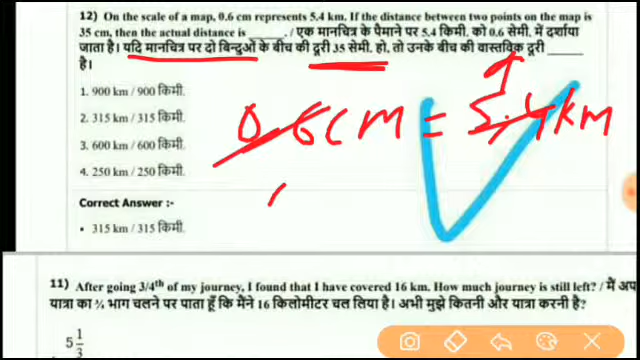 12) On the scale of a map, 0.6 cm represents 5.4 km. If the distance between two points on the map is
35 cm, then the actual distance is ______. / एक मानचित्र के पैमाने पर 5.4 किमी. को 0.6 सेमी. में दर्शाया
जाता है। यदि मानचित्र पर दो बिन्दुओं के बीच की दूरी 35 सेमी. हो, तो उनके बीच की वास्तविक दूरी ______
है।
1. 900 km / 900 किमी.
2. 315 km / 315 किमी.
3. 600 km / 600 किमी.
4. 250 km / 250 किमी.
0.6 cm = 5.4 km
Correct Answer :-
• 315 km / 315 किमी.
11) After going 3/4th of my journey, I found that I have covered 16 km. How much journey is still left? / मैं अप
यात्रा का ¾ भाग चलने पर पाता हूँ कि मैंने 16 किलोमीटर चल लिया है। अभी मुझे कितनी और यात्रा करनी है?
5 1/3